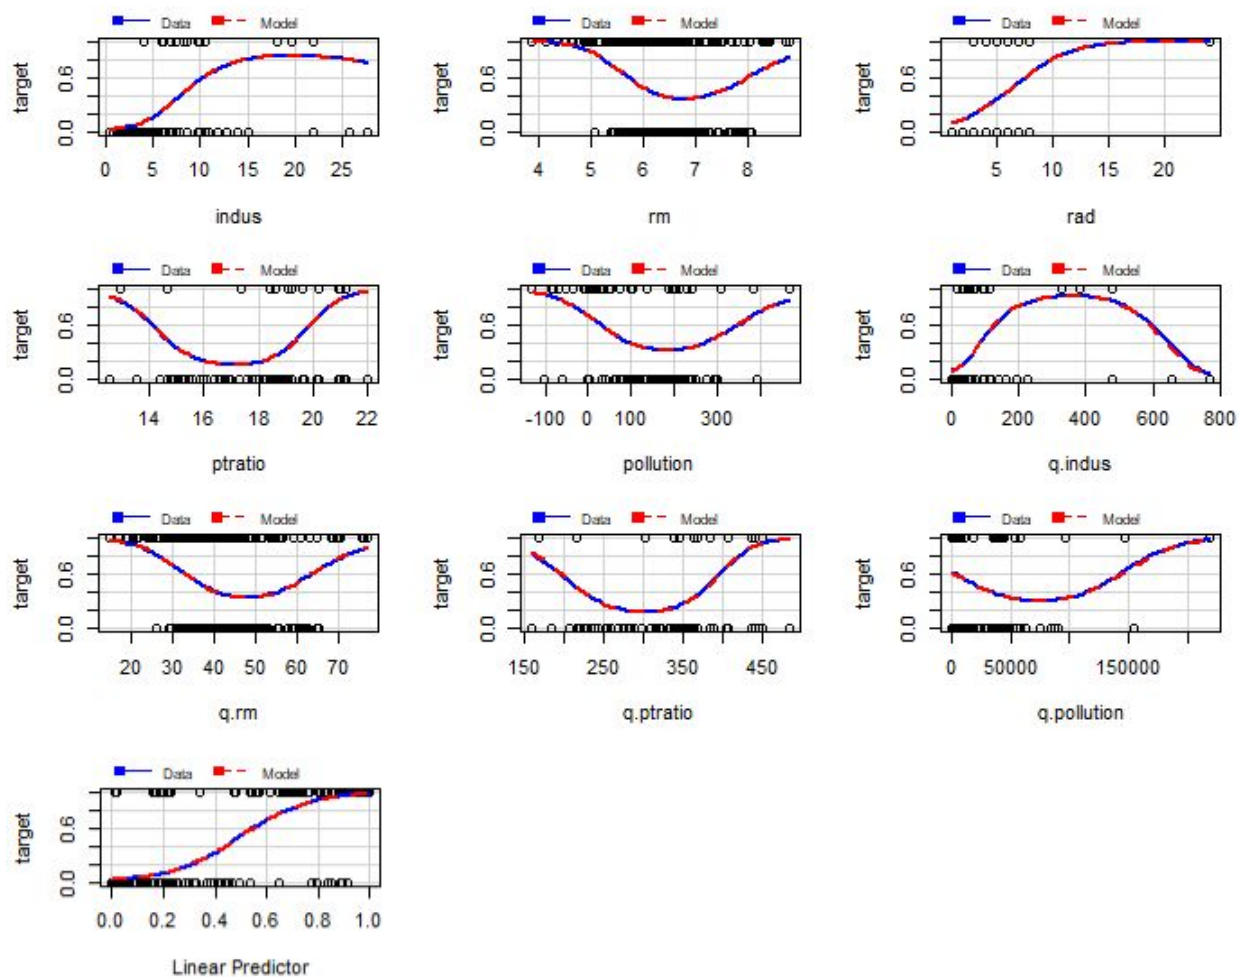 Data Model
target
0.6
0.0
0 5 10 15 20 25
indus
Data Model
target
0.6
0.0
4 5 6 7 8
rm
Data Model
target
0.6
0.0
5 10 15 20
rad
Data Model
target
0.6
0.0
14 16 18 20 22
ptratio
Data Model
target
0.6
0.0
-100 0 100 300
pollution
Data Model
target
0.6
0.0
0 200 400 600 800
q.indus
Data Model
target
0.6
0.0
20 30 40 50 60 70
q.rm
Data Model
target
0.6
0.0
150 250 350 450
q.ptratio
Data Model
target
0.6
0.0
0 50000 150000
q.pollution
Data Model
target
0.6
0.0
0.0 0.2 0.4 0.6 0.8 1.0
Linear Predictor